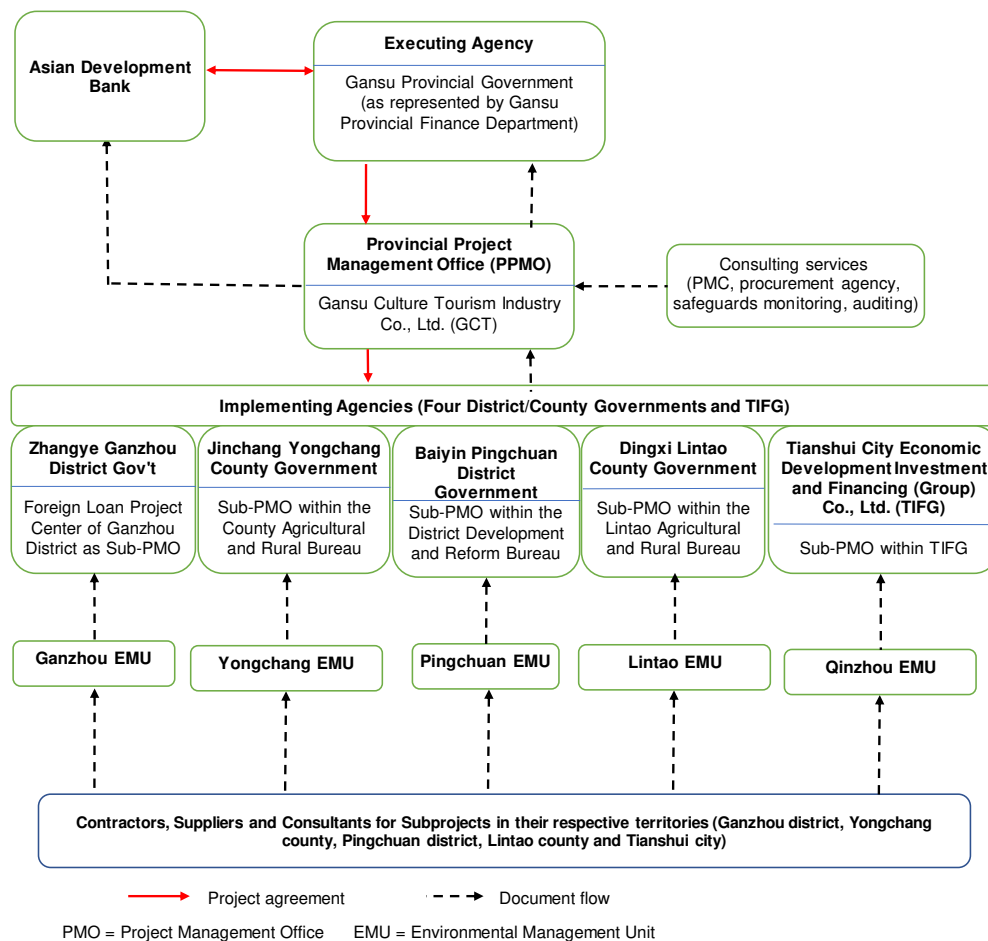 Asian Development
Bank
Executing Agency
Gansu Provincial Government
(as represented by Gansu
Provincial Finance Department)
Provincial Project
Management Office (PPMO)
Gansu Culture Tourism Industry
Co., Ltd. (GCT)
Consulting services
(PMC, procurement agency,
safeguards monitoring, auditing)
Implementing Agencies (Four District/County Governments and TIFG)
Zhangye Ganzhou
District Gov't
Foreign Loan Project
Center of Ganzhou
District as Sub-PMO
Jinchang Yongchang
County Government
Sub-PMO within the
County Agricultural
and Rural Bureau
Baiyin Pingchuan
District
Government
Sub-PMO within the
District Development
and Reform Bureau
Dingxi Lintao
County Government
Sub-PMO within the
Lintao Agricultural
and Rural Bureau
Tianshui City Economic
Development Investment
and Financing (Group)
Co., Ltd. (TIFG)
Sub-PMO within TIFG
Ganzhou EMU
Yongchang EMU
Pingchuan EMU
Lintao EMU
Qinzhou EMU
Contractors, Suppliers and Consultants for Subprojects in their respective territories (Ganzhou district, Yongchang
county, Pingchuan district, Lintao county and Tianshui city)
Project agreement
Document flow
PMO = Project Management Office EMU = Environmental Management Unit